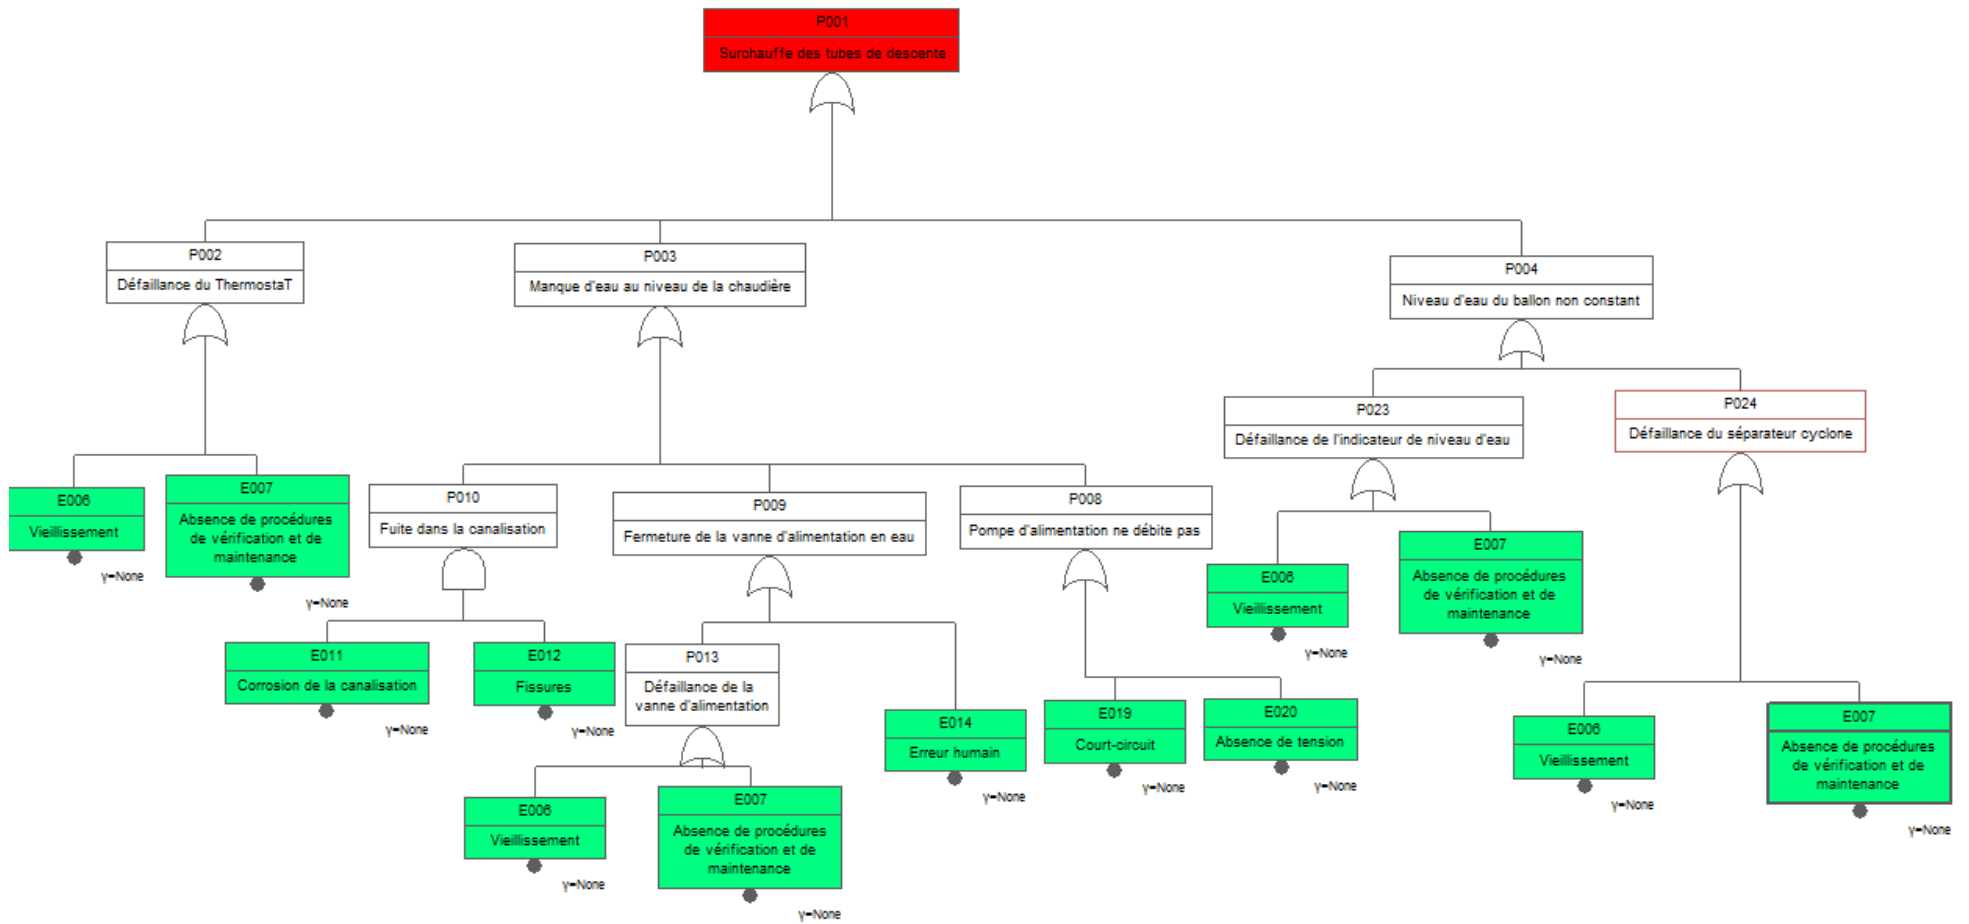 P001
Surchauffe des tubes de descente
P002
Défaillance du ThermostaT
P003
Manque d'eau au niveau de la chaudière
P004
Niveau d'eau du ballon non constant
P023
Défaillance de l'indicateur de niveau d'eau
P024
Défaillance du séparateur cyclone
E006
Vieillissement
γ=None
E007
Absence de procédures
de vérification et de
maintenance
γ=None
P010
Fuite dans la canalisation
P009
Fermeture de la vanne d'alimentation en eau
P008
Pompe d'alimentation ne débite pas
E006
Vieillissement
γ=None
E007
Absence de procédures
de vérification et de
maintenance
γ=None
E011
Corrosion de la canalisation
γ=None
E012
Fissures
γ=None
P013
Défaillance de la
vanne d'alimentation
E014
Erreur humain
γ=None
E019
Court-circuit
γ=None
E020
Absence de tension
γ=None
E006
Vieillissement
γ=None
E007
Absence de procédures
de vérification et de
maintenance
γ=None
E006
Vieillissement
γ=None
E007
Absence de procédures
de vérification et de
maintenance
γ=None